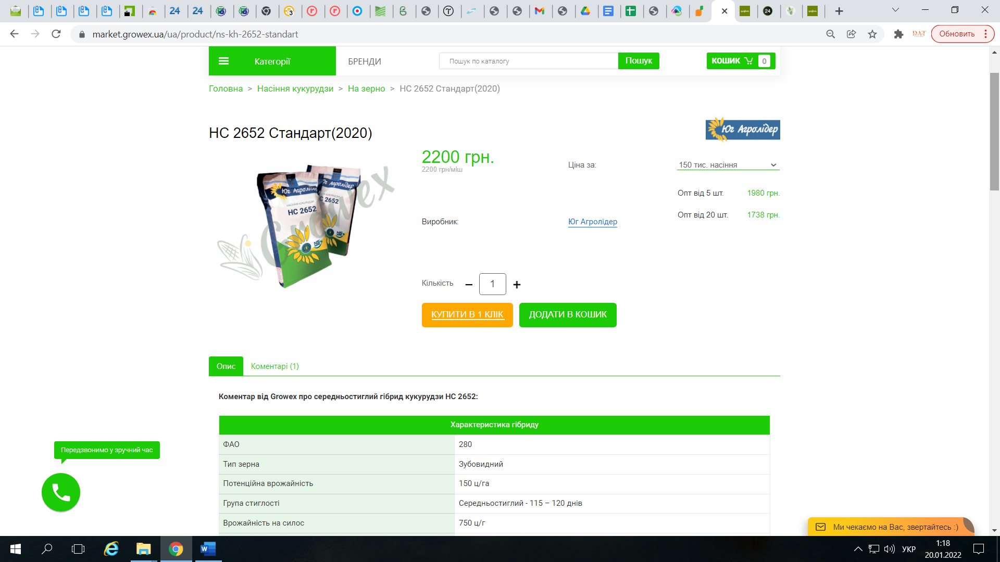 24
24
3
market.growex.ua/ua/product/ns-kh-2652-standart
DAT
Обновить
Категорії
БРЕНДИ
Пошук по каталогу
Пошук
КОШИК
0
Головна > Насіння кукурудзи > На зерно > НС 2652 Стандарт(2020)
НС 2652 Стандарт(2020)
Юг Агролідер
2200 грн.
2200 грн/міш
Ціна за:
150 тис. насіння
Опт від 5 шт.
1980 грн.
Опт від 20 шт.
1738 грн.
Виробник:
Юг Агролідер
Юг Агролідер
Юг Агролідер
НАСІННЯ КУКУРУДЗИ
НС 2652
С 2652
Growex
Кількість
1
КУПИТИ В 1 КЛІК
ДОДАТИ В КОШИК
Опис
Коментарі (1)
Коментар від Growex про середньостиглий гібрид кукурудзи НС 2652:
Характеристика гібриду
ФАО
280
Тип зерна
Зубовидний
Потенційна врожайність
150 ц/га
Група стиглості
Середньостиглий - 115 – 120 днів
Врожайність на силос
750 ц/г
Передзвонимо у зручний час
Ми чекаємо на Вас, звертайтесь :)
УКР
1:18
20.01.2022